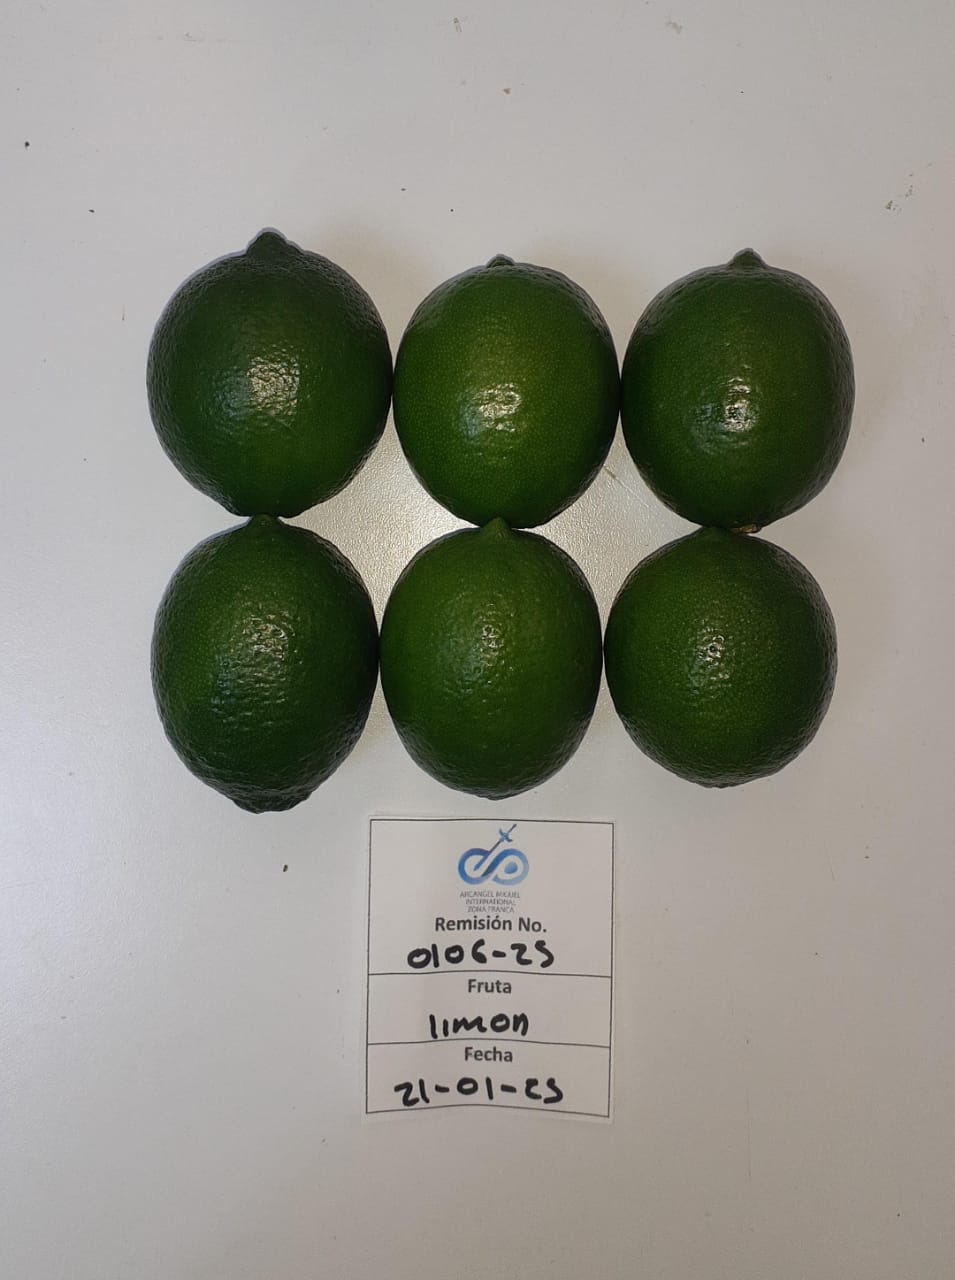 ARCANGEL MIGUEL
INTERNATIONAL
ZONA FRANCA
Remisión No.
0106-25
Fruta
limon
Fecha
21-01-25